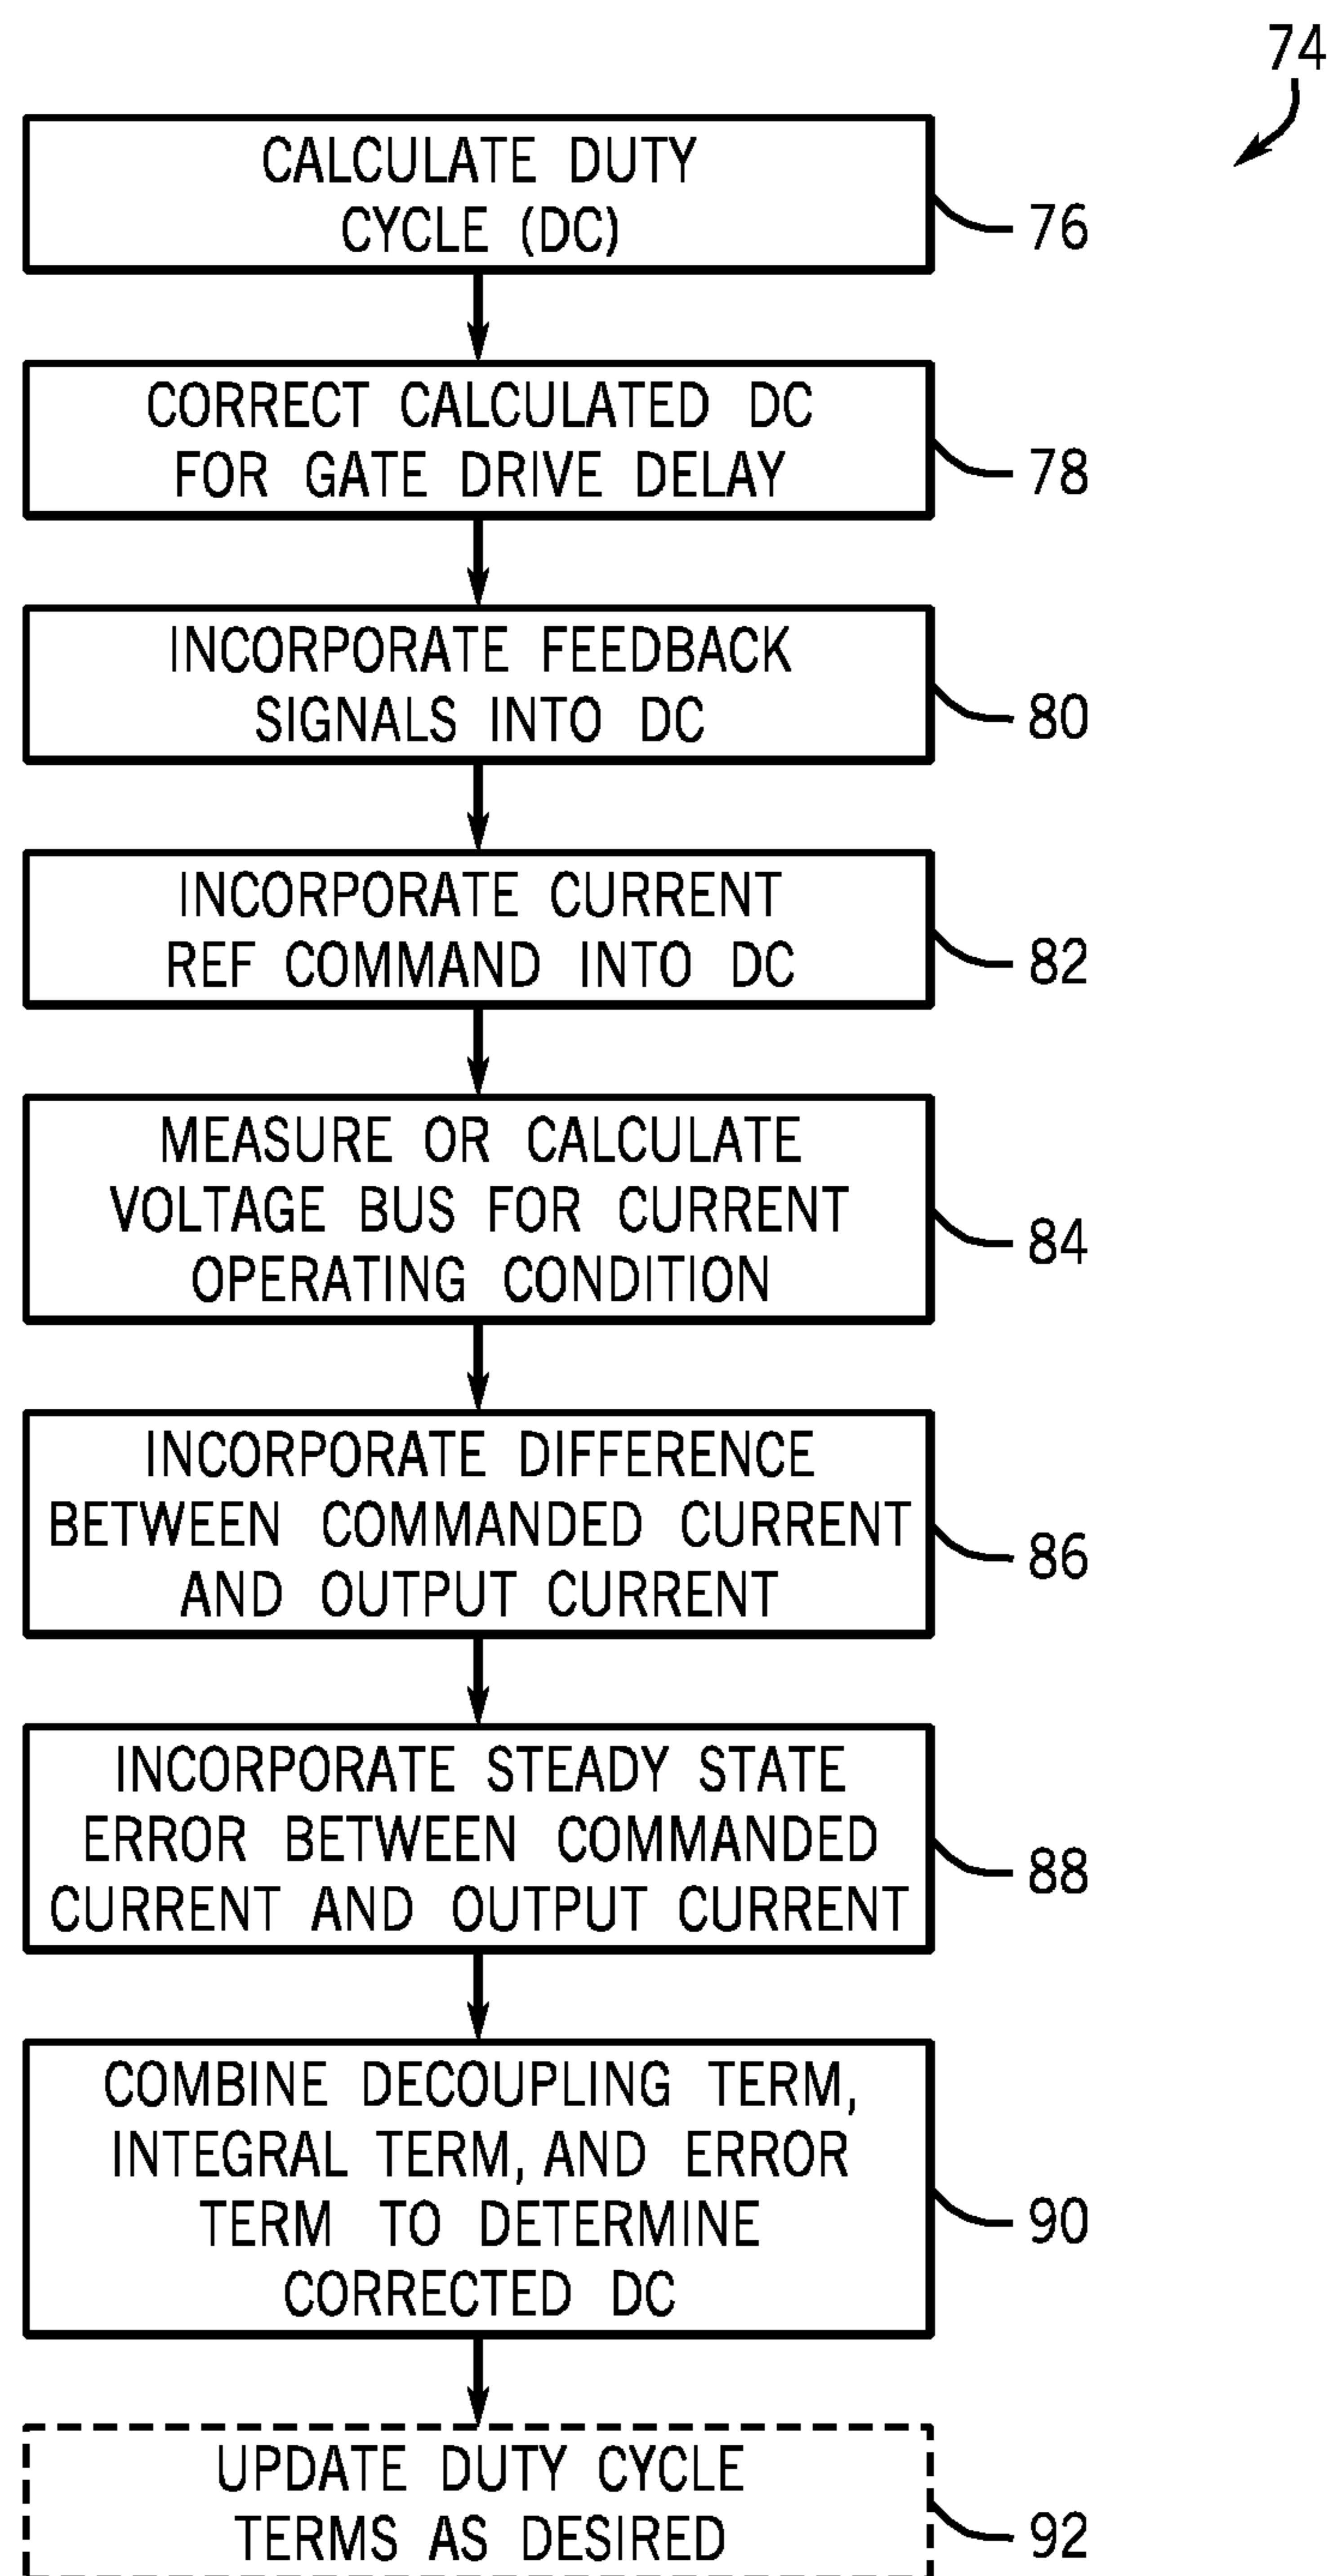 74
CALCULATE DUTY
CYCLE (DC)
76
CORRECT CALCULATED DC
FOR GATE DRIVE DELAY
78
INCORPORATE FEEDBACK
SIGNALS INTO DC
80
INCORPORATE CURRENT
REF COMMAND INTO DC
82
MEASURE OR CALCULATE
VOLTAGE BUS FOR CURRENT
OPERATING CONDITION
84
INCORPORATE DIFFERENCE
BETWEEN COMMANDED CURRENT
AND OUTPUT CURRENT
86
INCORPORATE STEADY STATE
ERROR BETWEEN COMMANDED
CURRENT AND OUTPUT CURRENT
88
COMBINE DECOUPLING TERM,
INTEGRAL TERM, AND ERROR
TERM TO DETERMINE
CORRECTED DC
90
UPDATE DUTY CYCLE
TERMS AS DESIRED
92